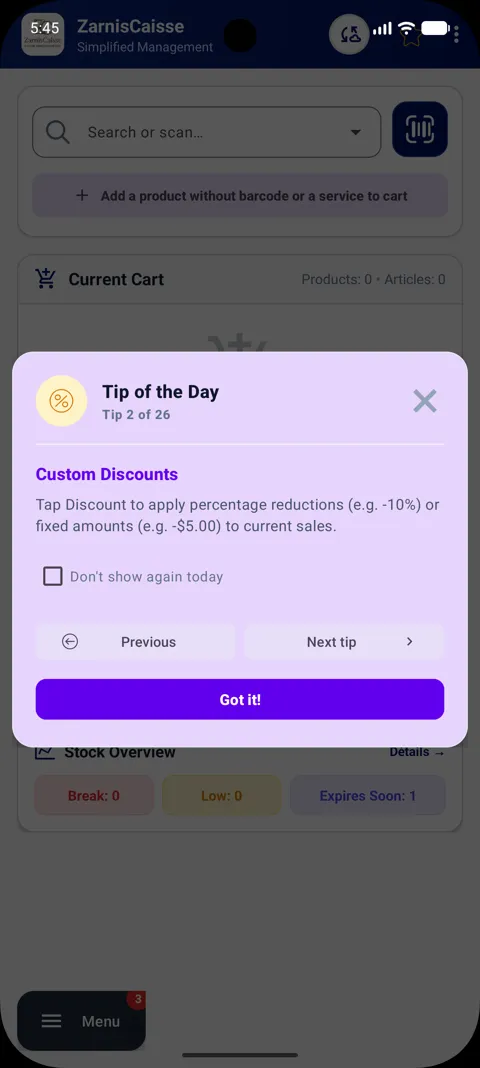 5:45
ZarnisCaisse
Simplified Management
ZarnisCaisse
Search or scan…
+ Add a product without barcode or a service to cart
Current Cart
Products: 0 • Articles: 0
Tip of the Day
Tip 2 of 26
Custom Discounts
Tap Discount to apply percentage reductions (e.g. -10%) or
fixed amounts (e.g. -$5.00) to current sales.
Don't show again today
Previous
Next tip
Got it!
Stock Overview
Details →
Break: 0
Low: 0
Expires Soon: 1
Menu
3